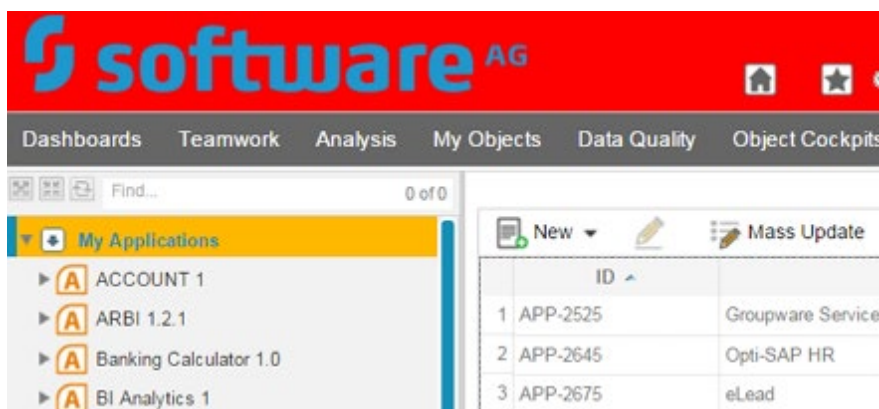 software AG
Dashboards Teamwork Analysis My Objects Data Quality Object Cockpits
Find... 0 of 0
My Applications
ACCOUNT 1
ARBI 1.2.1
Banking Calculator 1.0
BI Analytics 1
New Mass Update
ID
1 APP-2525 Groupware Service
2 APP-2645 Opti-SAP HR
3 APP-2675 eLead